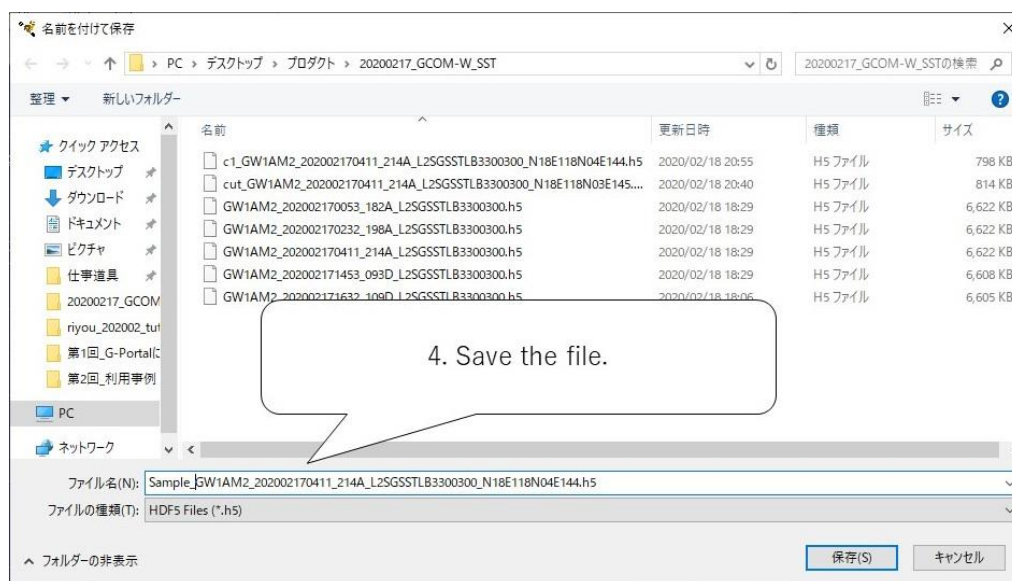 名前を付けて保存
PC › デスクトップ › プロダクト › 20200217_GCOM-W_SST
20200217_GCOM-W_SSTの検索
整理
新しいフォルダー
クイック アクセス
デスクトップ
ダウンロード
ドキュメント
ピクチャ
仕事道具
20200217_GCOM
riyou_202002_tut
第1回_G-Portalに
第2回_利用事例
PC
ネットワーク
名前 更新日時 種類 サイズ
c1_GW1AM2_202002170411_214A_L2SGSSTLB3300300_N18E118N04E144.h5 2020/02/18 20:55 H5 ファイル 798 KB
cut_GW1AM2_202002170411_214A_L2SGSSTLB3300300_N18E118N03E145.... 2020/02/18 20:40 H5 ファイル 814 KB
GW1AM2_202002170053_182A_L2SGSSTLB3300300.h5 2020/02/18 18:29 H5 ファイル 6,622 KB
GW1AM2_202002170232_198A_L2SGSSTLB3300300.h5 2020/02/18 18:29 H5 ファイル 6,622 KB
GW1AM2_202002170411_214A_L2SGSSTLB3300300.h5 2020/02/18 18:29 H5 ファイル 6,622 KB
GW1AM2_202002171453_093D_L2SGSSTLB3300300.h5 2020/02/18 18:29 H5 ファイル 6,608 KB
GW1AM2_202002171632_109D_L2SGSSTLB3300300.h5 2020/02/18 18:06 H5 ファイル 6,605 KB
4. Save the file.
ファイル名(N): Sample_GW1AM2_202002170411_214A_L2SGSSTLB3300300_N18E118N04E144.h5
ファイルの種類(T): HDF5 Files (*.h5)
フォルダーの非表示
保存(S)
キャンセル